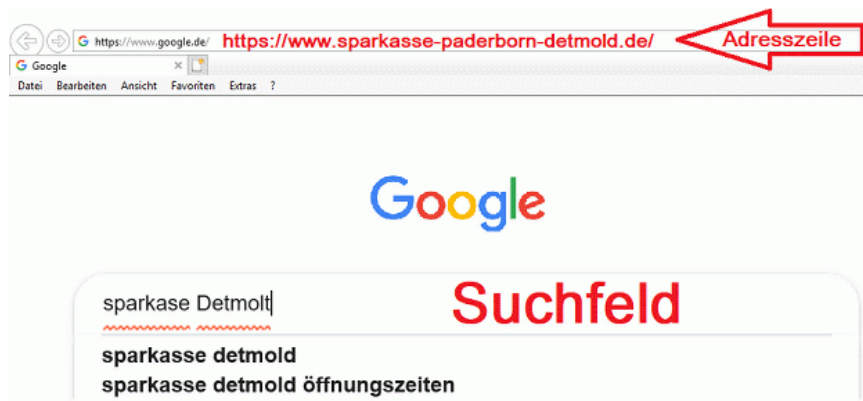 https://www.google.de/ https://www.sparkasse-paderborn-detmold.de/ Adresszeile
Google
Datei Bearbeiten Ansicht Favoriten Extras ?
Google
sparkase Detmolt Suchfeld
sparkasse detmold
sparkasse detmold öffnungszeiten